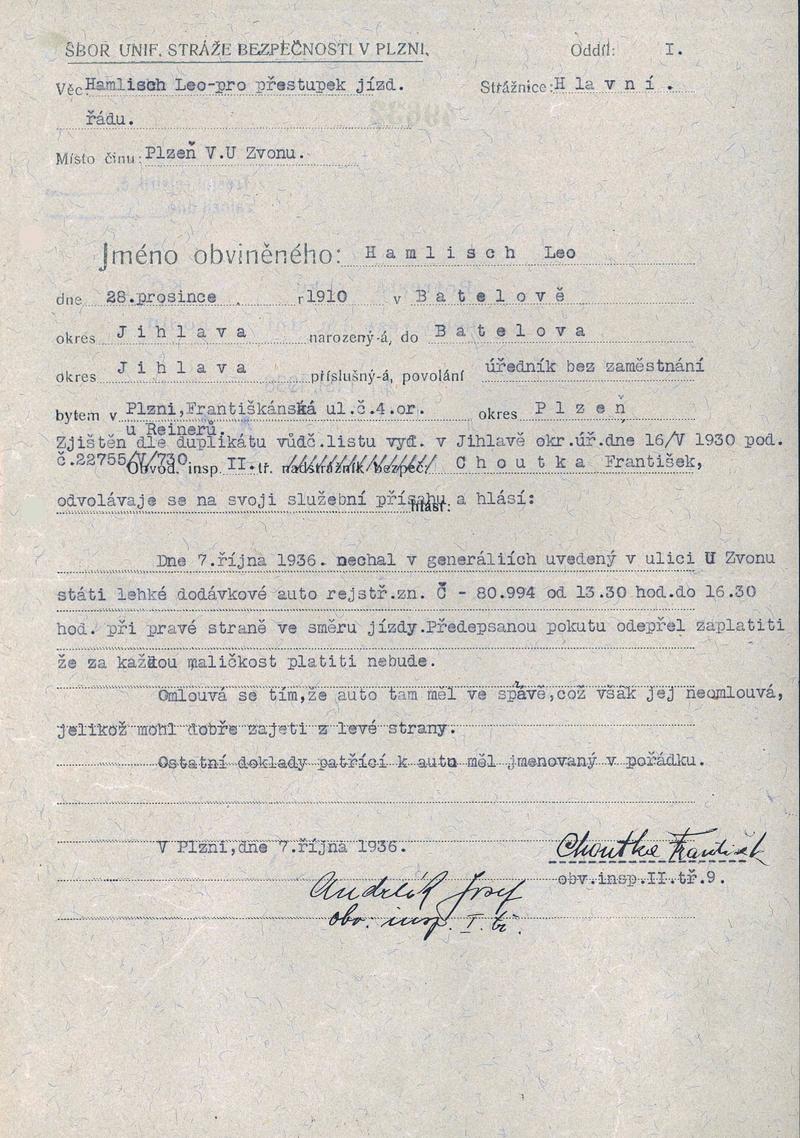 SBOR UNIF. STRÁŽE BEZPEČNOSTI V PLZNI. Oddíl: I.
Věc Hamlisch Leo-pro přestupek jízd. Strážnice: H l a v n í .
řádu.
Místo činu: Plzeň V.U Zvonu.
Jméno obviněného: H a m l i s c h Leo
dne 28.prosince . r 1910 v B a t e l o v ě
okres J i h l a v a narozený-á, do B a t e l o v a
okres J i h l a v a příslušný-á, povolání úředník bez zaměstnání
bytem v Plzni,Františkánská ul.č.4.or. okres P l z e ň
u Reinerů.
Zjištěn dle duplikátu vůdč.listu vyd. v Jihlavě okr.úř.dne 16/V 1930 pod.
č.22755/V/730 Obvod. insp. II.tř. nadstrážník bezpeč. C h o u t k a František,
odvolávaje se na svoji služební přísahu a hlásí:
hlásí:
Dne 7.října 1936. nechal v generáliích uvedený v ulici U Zvonu
státi lehké dodávkové auto rejstř.zn. Č - 80.994 od 13.30 hod.do 16.30
hod. při pravé straně ve směru jízdy.Předepsanou pokutu odepřel zaplatiti
že za každou maličkost platiti nebude.
Omlouvá se tím,že auto tam měl ve spávě,což však jej neomlouvá,
jelikož mohl dobře zajeti z levé strany.
Ostatní doklady patřící k autu měl jmenovaný v pořádku.
V Plzni,dne 7.října 1936.
Choutka František
obv.insp.II.tř.9.
Andrlík Josef
obv. insp. I. tř.